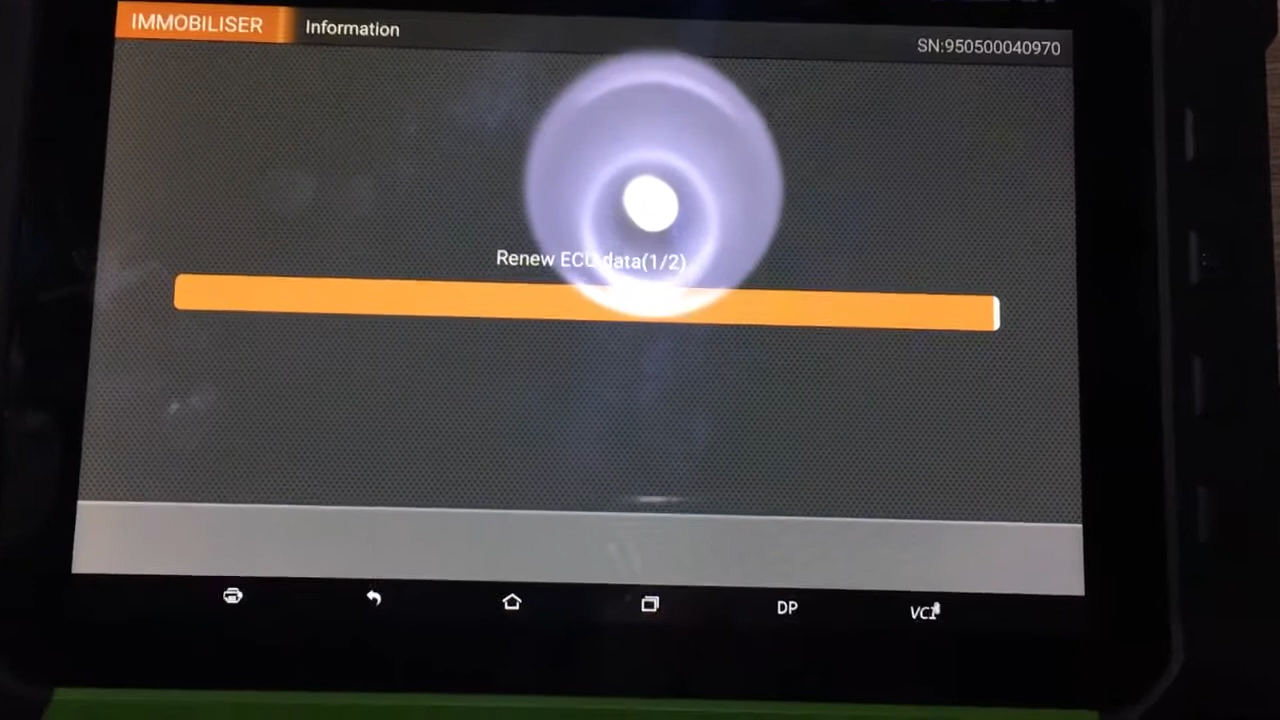 IMMOBILISER
Information
SN:950500040970
Renew ECU data(1/2)
DP
VCI